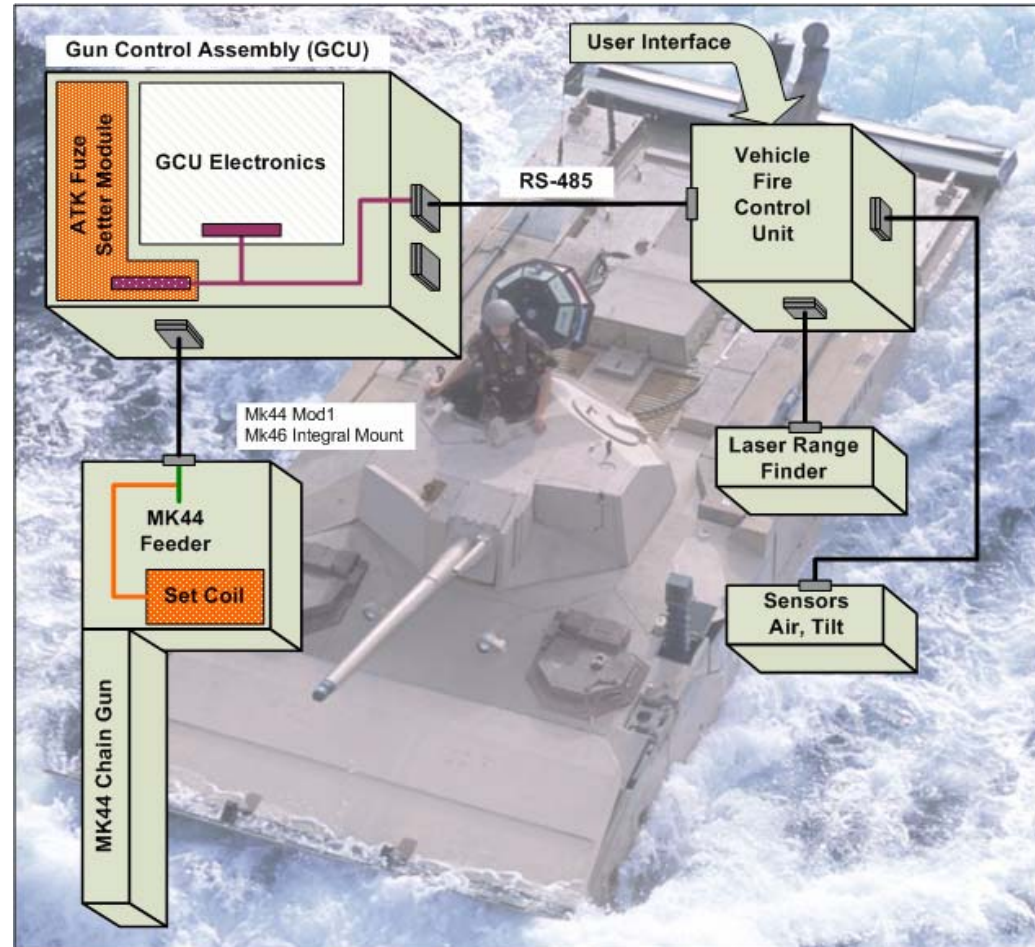 Gun Control Assembly (GCU)
User Interface
ATK Fuze
Setter Module
GCU Electronics
RS-485
Vehicle
Fire
Control
Unit
Mk44 Mod1
Mk46 Integral Mount
Laser Range
Finder
MK44
Feeder
Set Coil
Sensors
Air, Tilt
MK44 Chain Gun